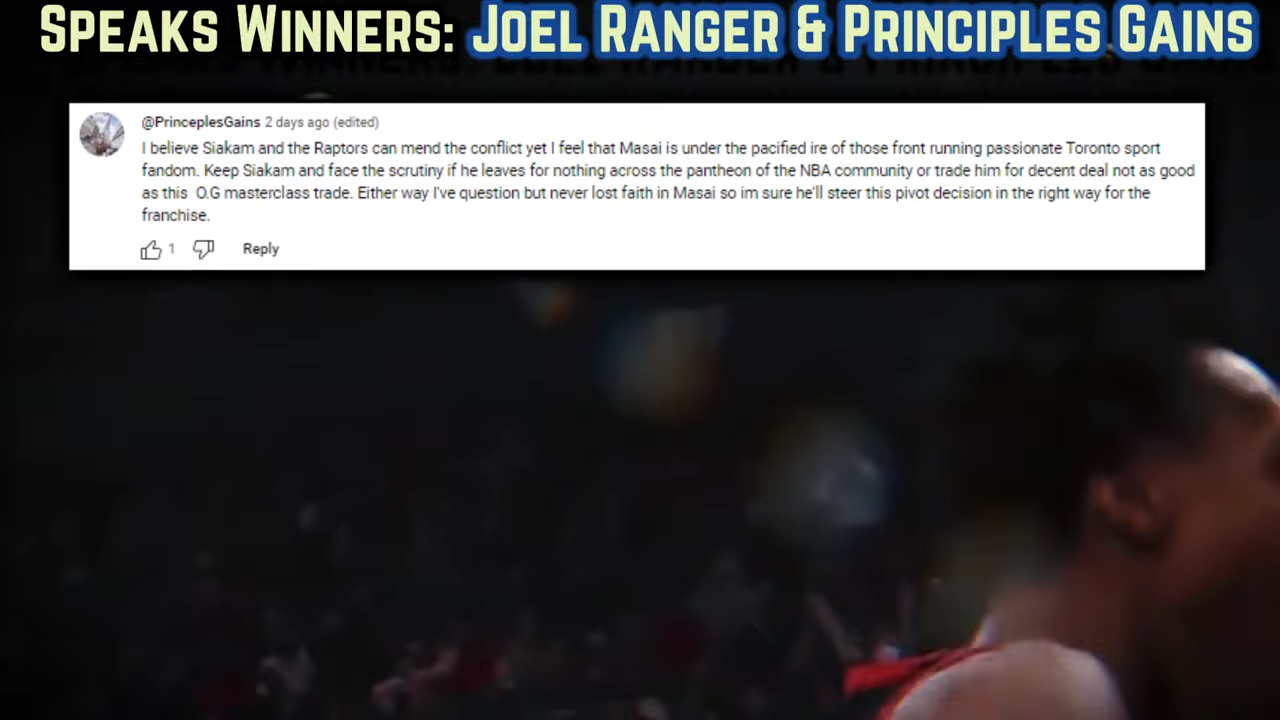 Speaks Winners: Joel Ranger & Principles Gains
@PrinceplesGains 2 days ago (edited)
I believe Siakam and the Raptors can mend the conflict yet I feel that Masai is under the pacified ire of those front running passionate Toronto sport
fandom. Keep Siakam and face the scrutiny if he leaves for nothing across the pantheon of the NBA community or trade him for decent deal not as good
as this O.G masterclass trade. Either way I've question but never lost faith in Masai so im sure he'll steer this pivot decision in the right way for the
franchise.
1 Reply